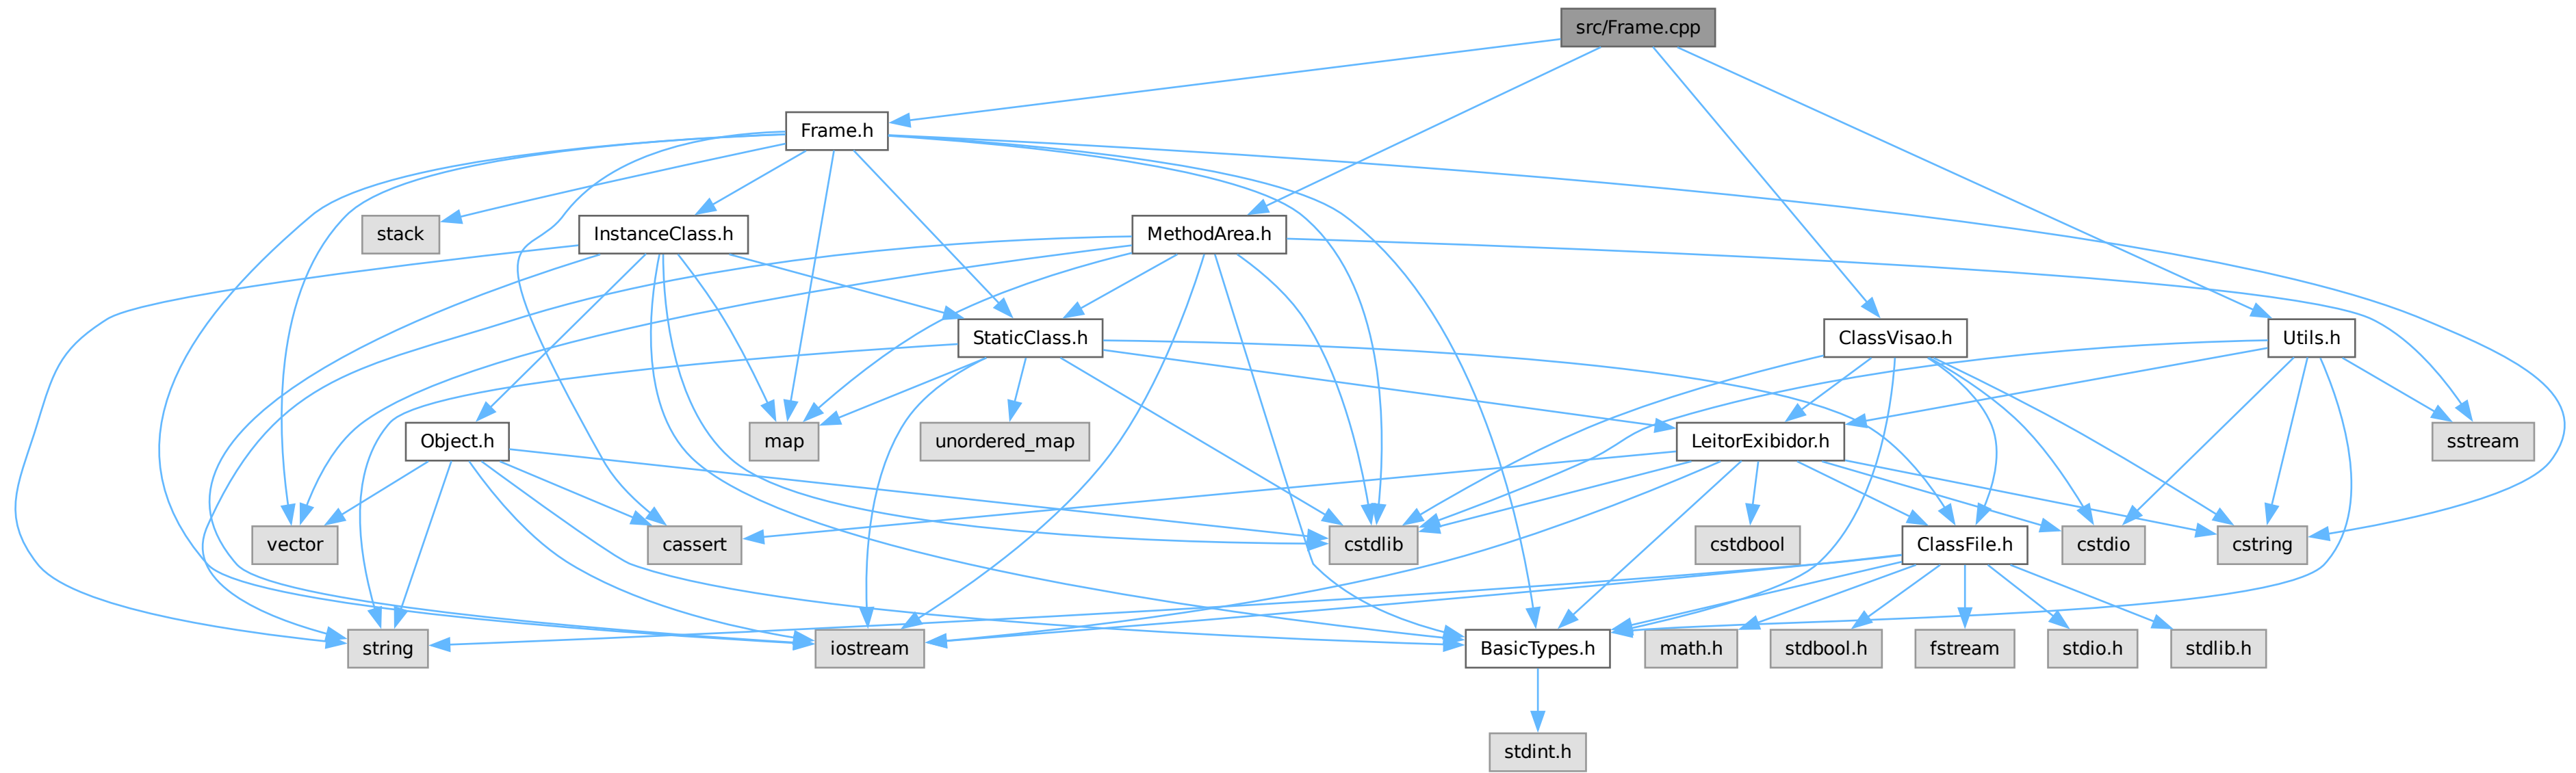 src/Frame.cpp
Frame.h
stack
InstanceClass.h
MethodArea.h
StaticClass.h
ClassVisao.h
Utils.h
Object.h
map
unordered_map
LeitorExibidor.h
sstream
vector
cassert
cstdlib
cstdbool
ClassFile.h
cstdio
cstring
string
iostream
BasicTypes.h
math.h
stdbool.h
fstream
stdio.h
stdlib.h
stdint.h